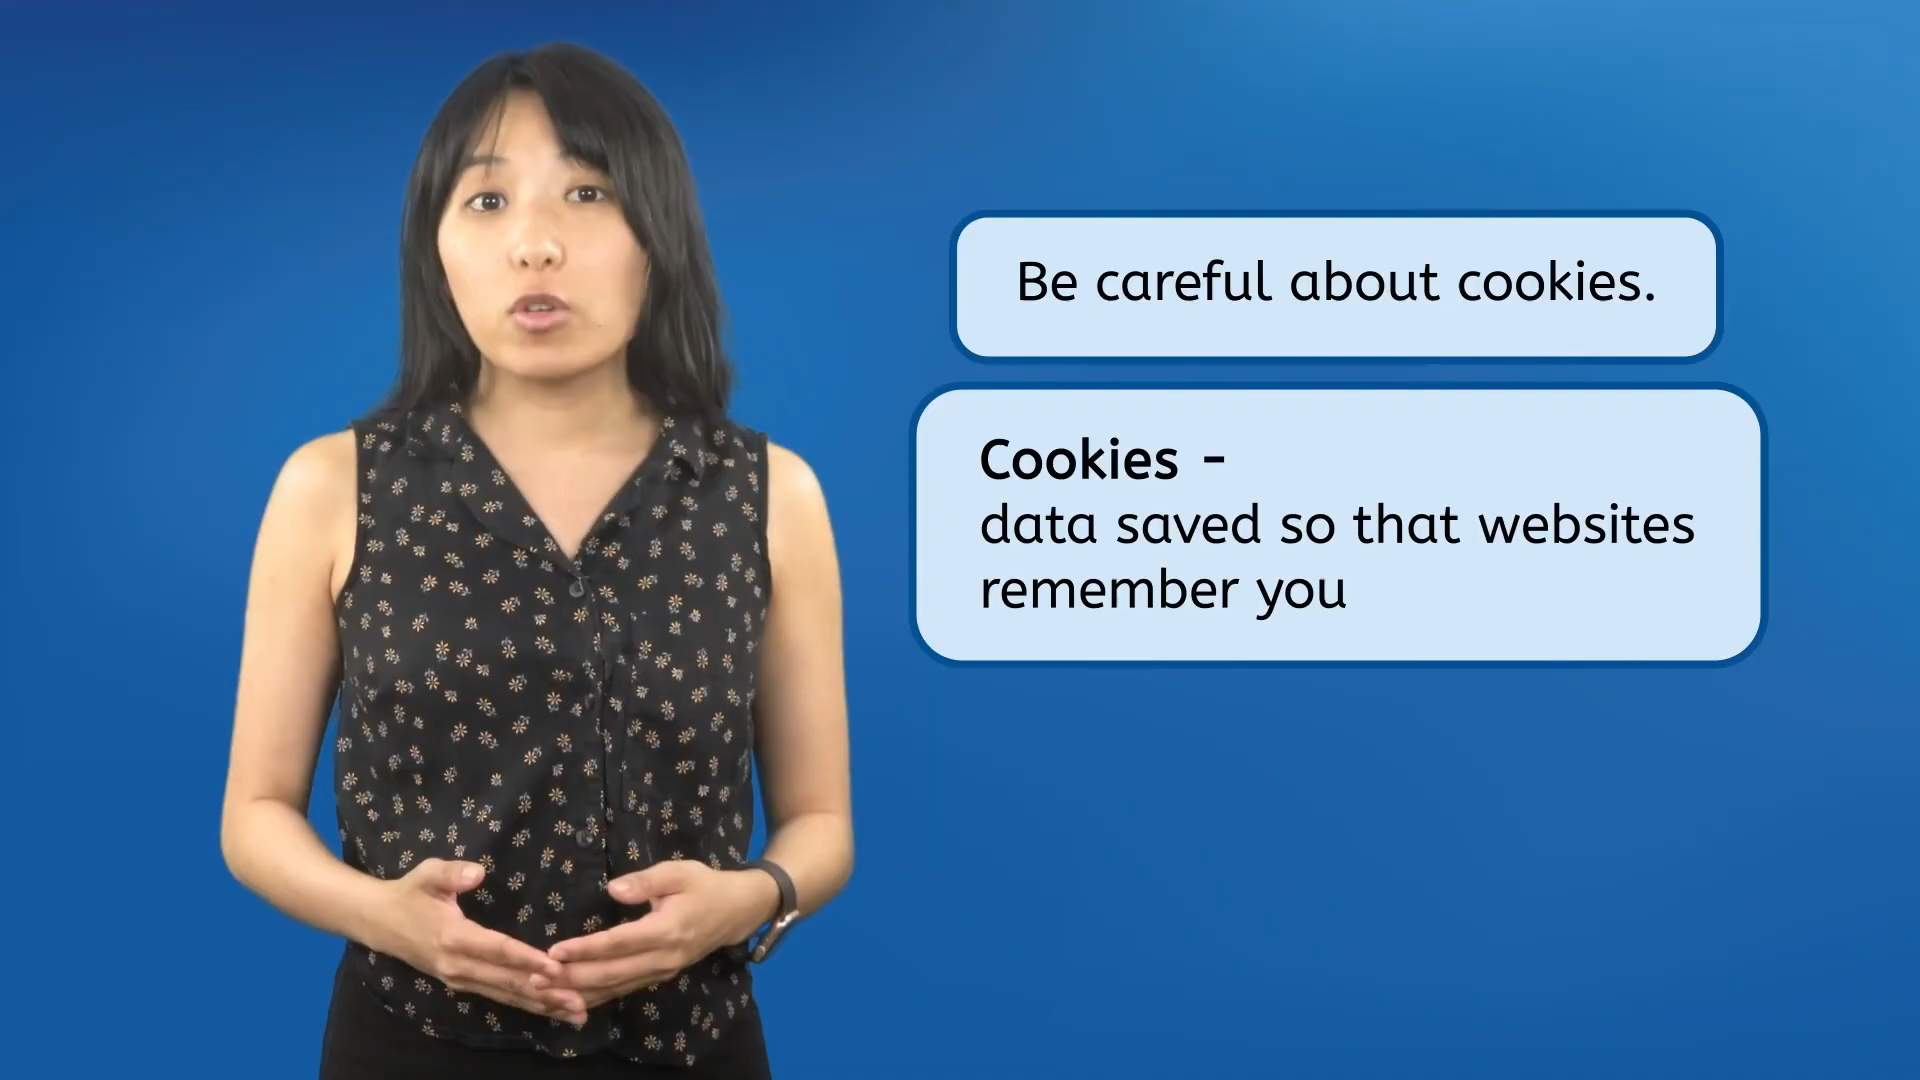 Be careful about cookies.
Cookies -
data saved so that websites
remember you